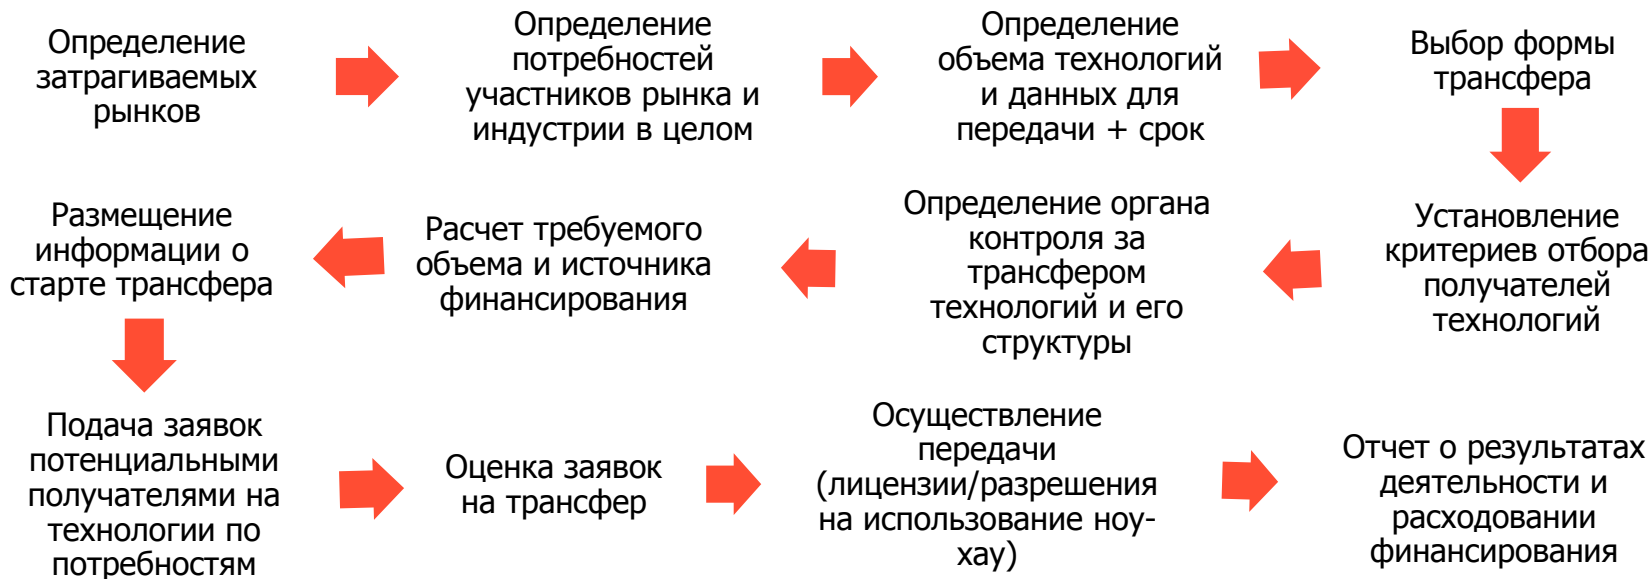 Определение
затрагиваемых
рынков
Определение
потребностей
участников рынка и
индустрии в целом
Определение
объема технологий
и данных для
передачи + срок
Выбор формы
трансфера
Установление
критериев отбора
получателей
технологий
Определение органа
контроля за
трансфером
технологий и его
структуры
Расчет требуемого
объема и источника
финансирования
Размещение
информации о
старте трансфера
Подача заявок
потенциальными
получателями на
технологии по
потребностям
Оценка заявок
на трансфер
Осуществление
передачи
(лицензии/разрешения
на использование ноу-
хау)
Отчет о результатах
деятельности и
расходовании
финансирования